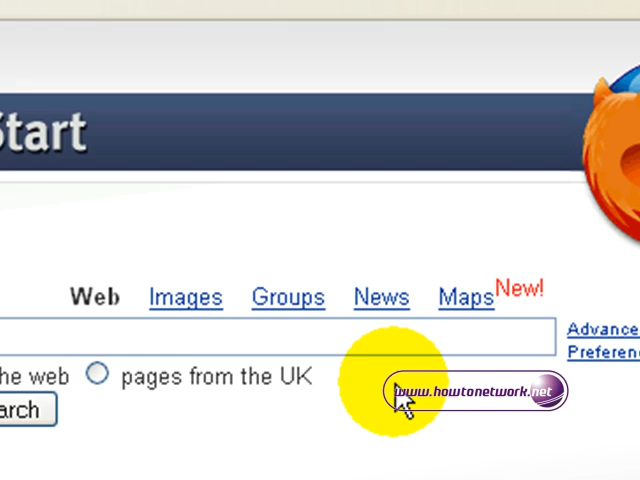 Start
Web Images Groups News Maps New!
Advance
Preferen
he web pages from the UK
www.howtonetwork.net
arch